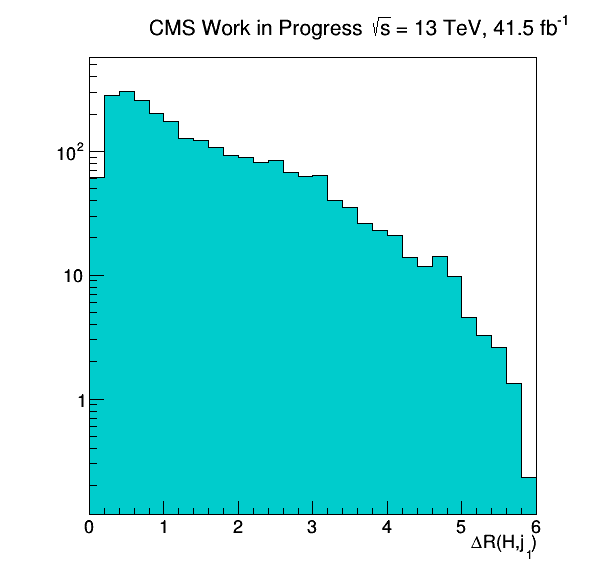 CMS Work in Progress √s = 13 TeV, 41.5 fb⁻¹
10²
10
1
0 1 2 3 4 5 6
ΔR(H,j₁)